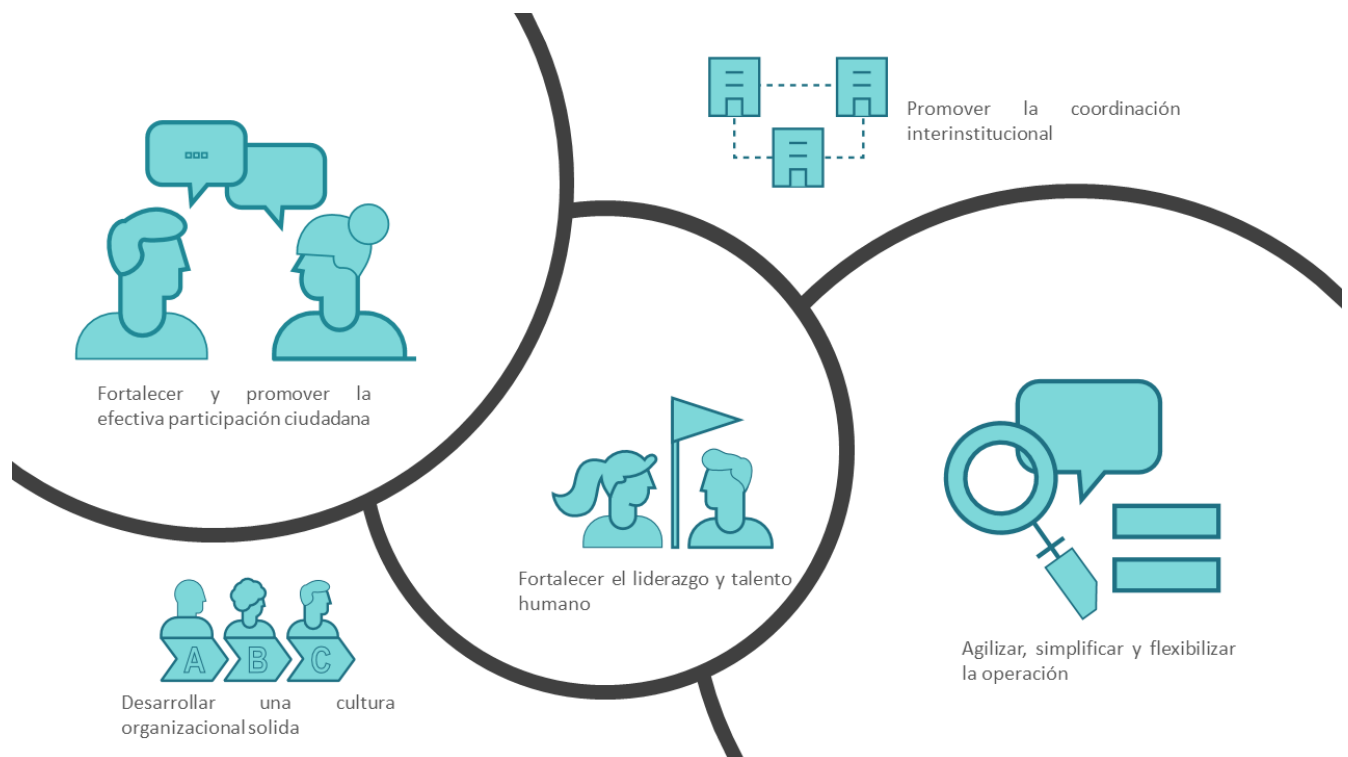 Promover la coordinación
interinstitucional
Fortalecer y promover la
efectiva participación ciudadana
Fortalecer el liderazgo y talento
humano
Agilizar, simplificar y flexibilizar
la operación
A B C
Desarrollar una cultura
organizacional solida